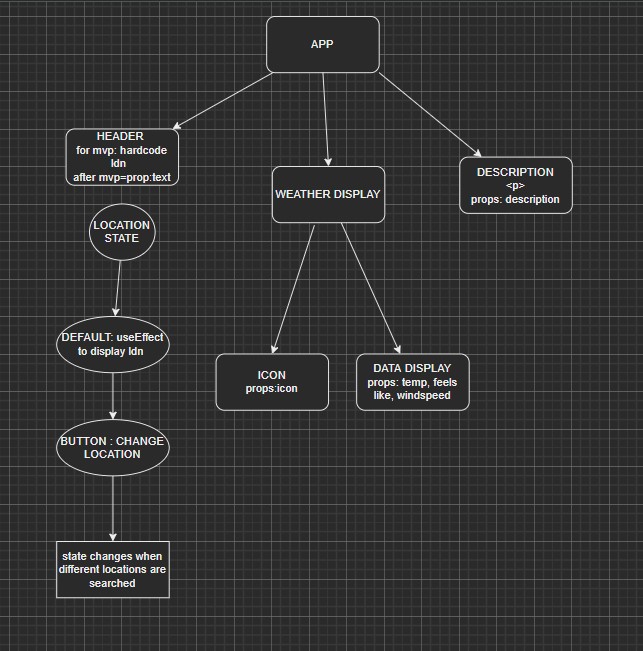 APP
HEADER
for mvp: hardcode
ldn
after mvp=prop:text
WEATHER DISPLAY
DESCRIPTION
<p>
props: description
LOCATION
STATE
DEFAULT: useEffect
to display ldn
ICON
props:icon
DATA DISPLAY
props: temp, feels
like, windspeed
BUTTON : CHANGE
LOCATION
state changes when
different locations are
searched